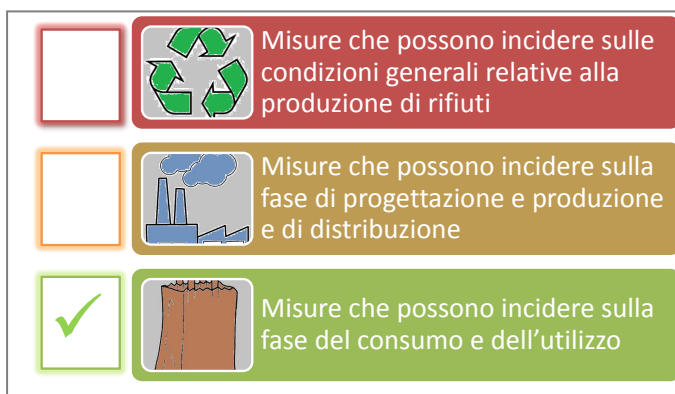 Misure che possono incidere sulle
condizioni generali relative alla
produzione di rifiuti
Misure che possono incidere sulla
fase di progettazione e produzione
e di distribuzione
Misure che possono incidere sulla
fase del consumo e dell’utilizzo